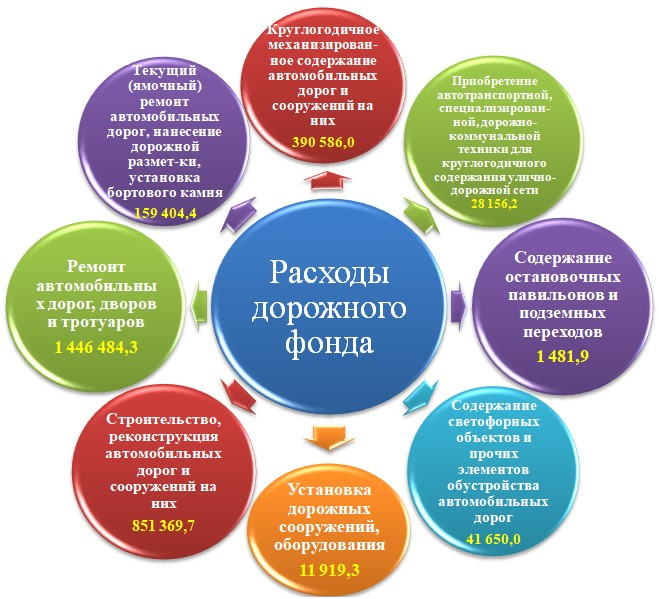 Расходы
дорожного
фонда
Круглогодичное
механизирован-
ное содержание
автомобильных
дорог и
сооружений на
них
390 586,0
Приобретение
автотранспортной,
специализирован-
ной, дорожно-
коммунальной
техники для
круглогодичного
содержания улично-
дорожной сети
28 156,2
Содержание
остановочных
павильонов и
подземных
переходов
1 481,9
Содержание
светофорных
объектов и
прочих
элементов
обустройства
автомобильных
дорог
41 650,0
Установка
дорожных
сооружений,
оборудования
11 919,3
Строительство,
реконструкция
автомобильных
дорог и
сооружений на
них
851 369,7
Ремонт
автомобильны
х дорог, дворов
и тротуаров
1 446 484,3
Текущий
(ямочный)
ремонт
автомобильных
дорог, нанесение
дорожной
размет-ки,
установка
бортового камня
159 404,4